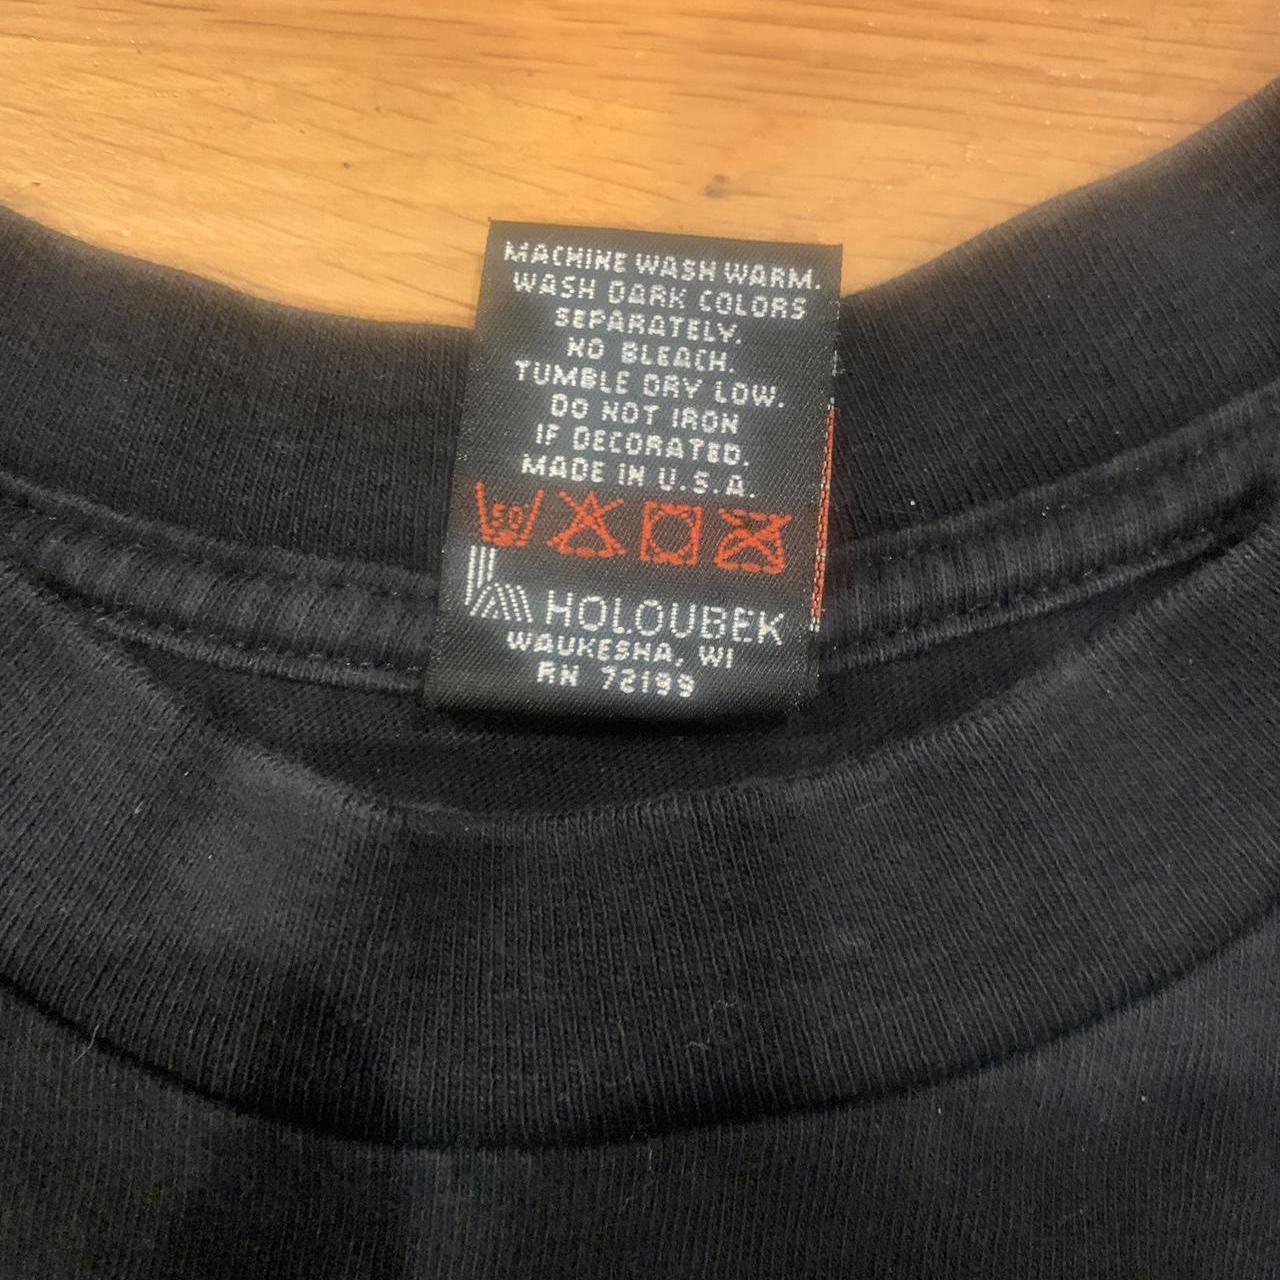 MACHINE WASH WARM.
WASH DARK COLORS
SEPARATELY.
NO BLEACH.
TUMBLE DRY LOW.
DO NOT IRON
IF DECORATED.
MADE IN U.S.A.
50
HOLOUBEK
WAUKESHA, WI
RN 72199